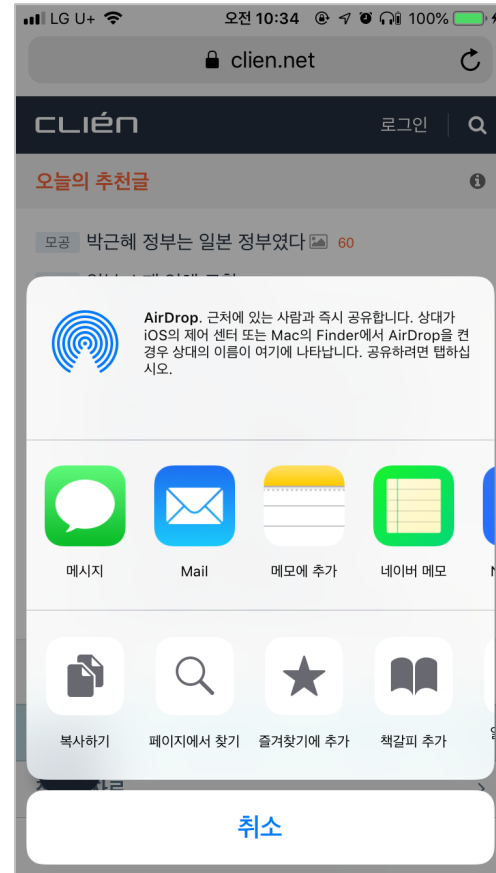 LG U+ 오전 10:34 100%
clien.net
CLIÉN 로그인
오늘의 추천글
모공 박근혜 정부는 일본 정부였다 60
AirDrop. 근처에 있는 사람과 즉시 공유합니다. 상대가
iOS의 제어 센터 또는 Mac의 Finder에서 AirDrop을 켠
경우 상대의 이름이 여기에 나타납니다. 공유하려면 탭하십
시오.
메시지 Mail 메모에 추가 네이버 메모
복사하기 페이지에서 찾기 즐겨찾기에 추가 책갈피 추가
취소